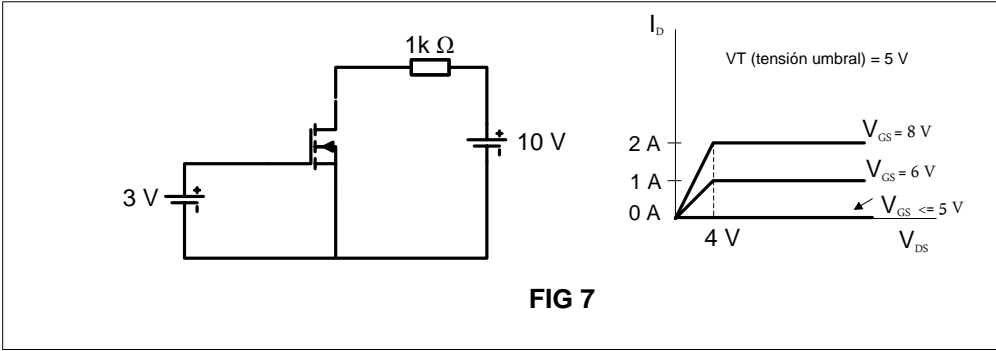 1k Ω
3 V
10 V
I_D
VT (tensión umbral) = 5 V
2 A
V_GS = 8 V
1 A
V_GS = 6 V
0 A
V_GS <= 5 V
4 V
V_DS
FIG 7